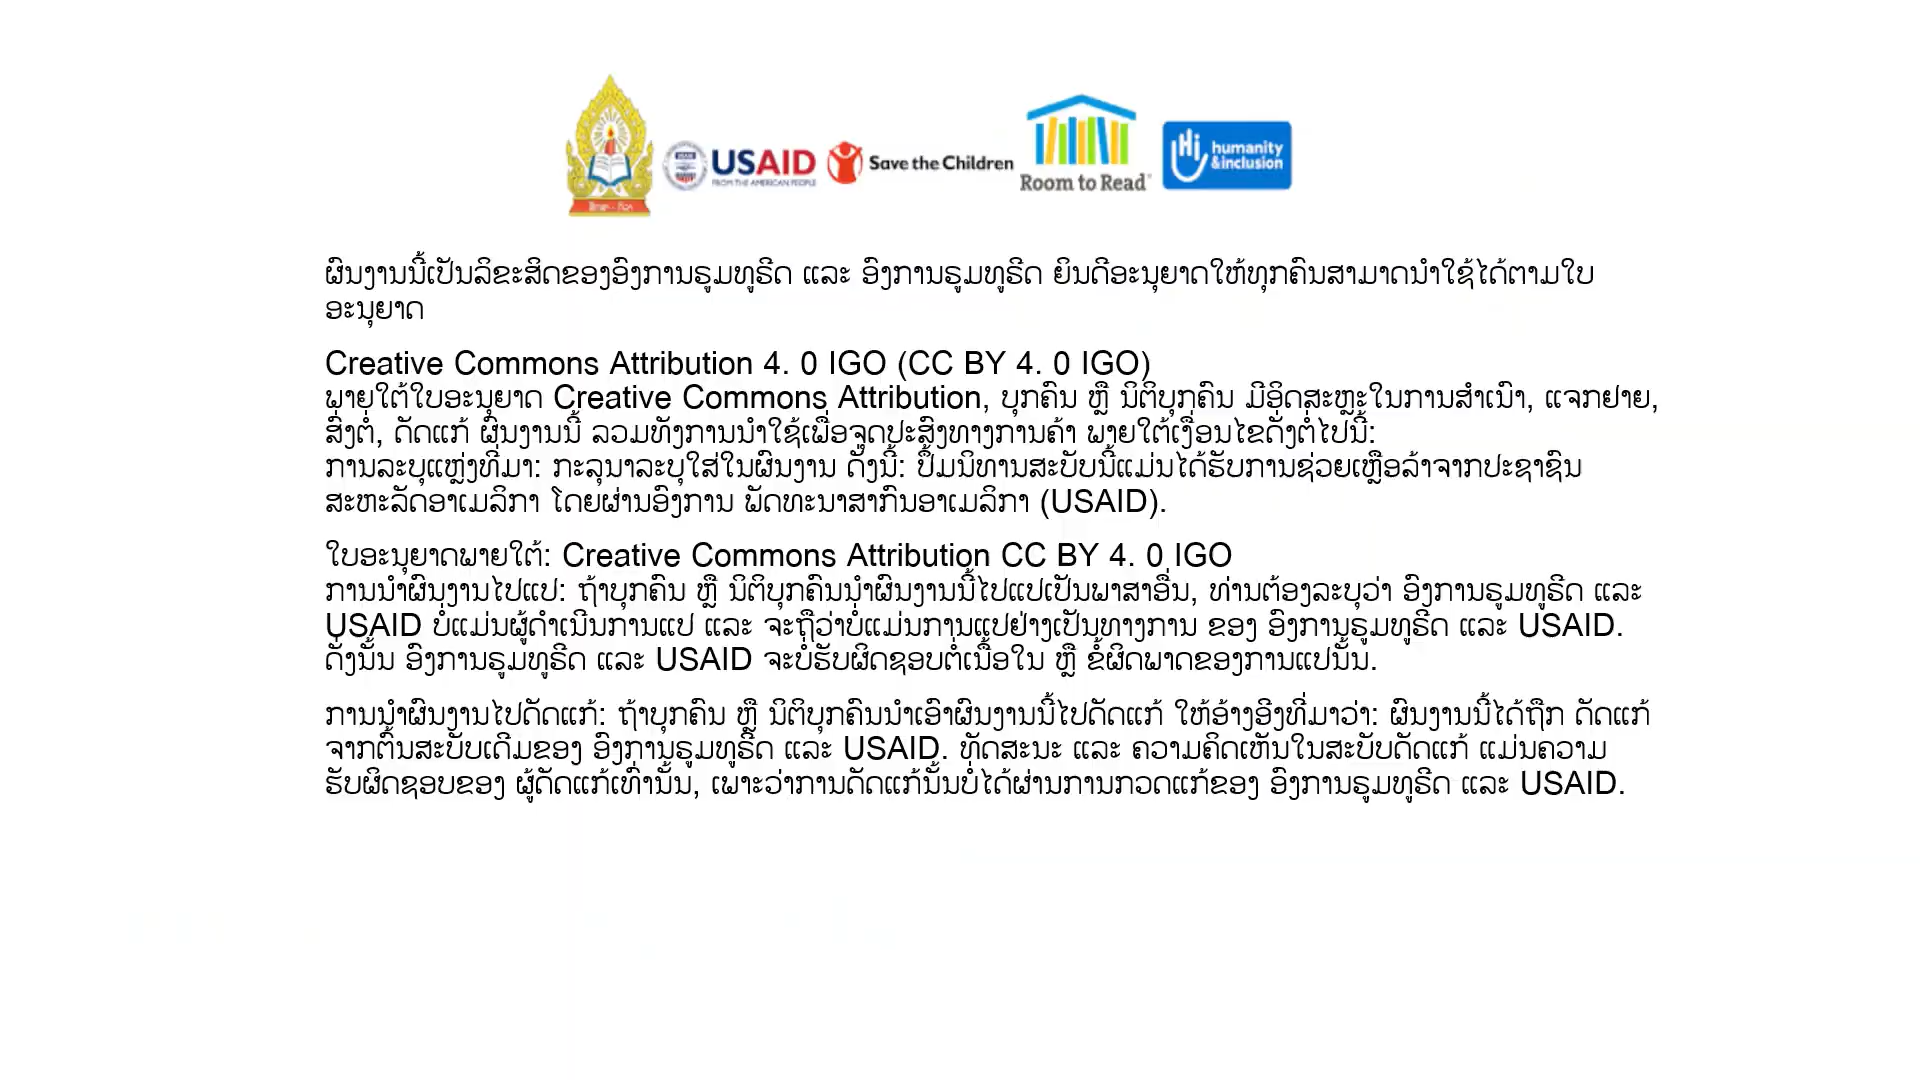 USAID
FROM THE AMERICAN PEOPLE
Save the Children
Room to Read
humanity
&inclusion
ຜົນງານນີ້ເປັນລິຂະສິດຂອງອົງການຣູມທູຣີດ ແລະ ອົງການຣູມທູຣີດ ຍິນດີອະນຸຍາດໃຫ້ທຸກຄົນສາມາດນຳໃຊ້ໄດ້ຕາມໃບ
ອະນຸຍາດ
Creative Commons Attribution 4. 0 IGO (CC BY 4. 0 IGO)
ພາຍໃຕ້ໃບອະນຸຍາດ Creative Commons Attribution, ບຸກຄົນ ຫຼື ນິຕິບຸກຄົນ ມີອິດສະຫຼະໃນການສຳເນົາ, ແຈກຢາຍ,
ສົ່ງຕໍ່, ດັດແກ້ ຜົນງານນີ້ ລວມທັງການນຳໃຊ້ເພື່ອຈຸດປະສົງທາງການຄ້າ ພາຍໃຕ້ເງື່ອນໄຂດັ່ງຕໍ່ໄປນີ້:
ການລະບຸແຫຼ່ງທີ່ມາ: ກະລຸນາລະບຸໃສ່ໃນຜົນງານ ດັ່ງນີ້: ປຶ້ມນິທານສະບັບນີ້ແມ່ນໄດ້ຮັບການຊ່ວຍເຫຼືອລ້າຈາກປະຊາຊົນ
ສະຫະລັດອາເມລິກາ ໂດຍຜ່ານອົງການ ພັດທະນາສາກົນອາເມລິກາ (USAID).
ໃບອະນຸຍາດພາຍໃຕ້: Creative Commons Attribution CC BY 4. 0 IGO
ການນຳຜົນງານໄປແປ: ຖ້າບຸກຄົນ ຫຼື ນິຕິບຸກຄົນນຳຜົນງານນີ້ໄປແປເປັນພາສາອື່ນ, ທ່ານຕ້ອງລະບຸວ່າ ອົງການຣູມທູຣີດ ແລະ
USAID ບໍ່ແມ່ນຜູ້ດຳເນີນການແປ ແລະ ຈະຖືວ່າບໍ່ແມ່ນການແປຢ່າງເປັນທາງການ ຂອງ ອົງການຣູມທູຣີດ ແລະ USAID.
ດັ່ງນັ້ນ ອົງການຣູມທູຣີດ ແລະ USAID ຈະບໍ່ຮັບຜິດຊອບຕໍ່ເນື້ອໃນ ຫຼື ຂໍ້ຜິດພາດຂອງການແປນັ້ນ.
ການນຳຜົນງານໄປດັດແກ້: ຖ້າບຸກຄົນ ຫຼື ນິຕິບຸກຄົນນຳເອົາຜົນງານນີ້ໄປດັດແກ້ ໃຫ້ອ້າງອີງທີ່ມາວ່າ: ຜົນງານນີ້ໄດ້ຖືກ ດັດແກ້
ຈາກຕົ້ນສະບັບເດີມຂອງ ອົງການຣູມທູຣີດ ແລະ USAID. ທັດສະນະ ແລະ ຄວາມຄິດເຫັນໃນສະບັບດັດແກ້ ແມ່ນຄວາມ
ຮັບຜິດຊອບຂອງ ຜູ້ດັດແກ້ເທົ່ານັ້ນ, ເພາະວ່າການດັດແກ້ນັ້ນບໍ່ໄດ້ຜ່ານການກວດແກ້ຂອງ ອົງການຣູມທູຣີດ ແລະ USAID.